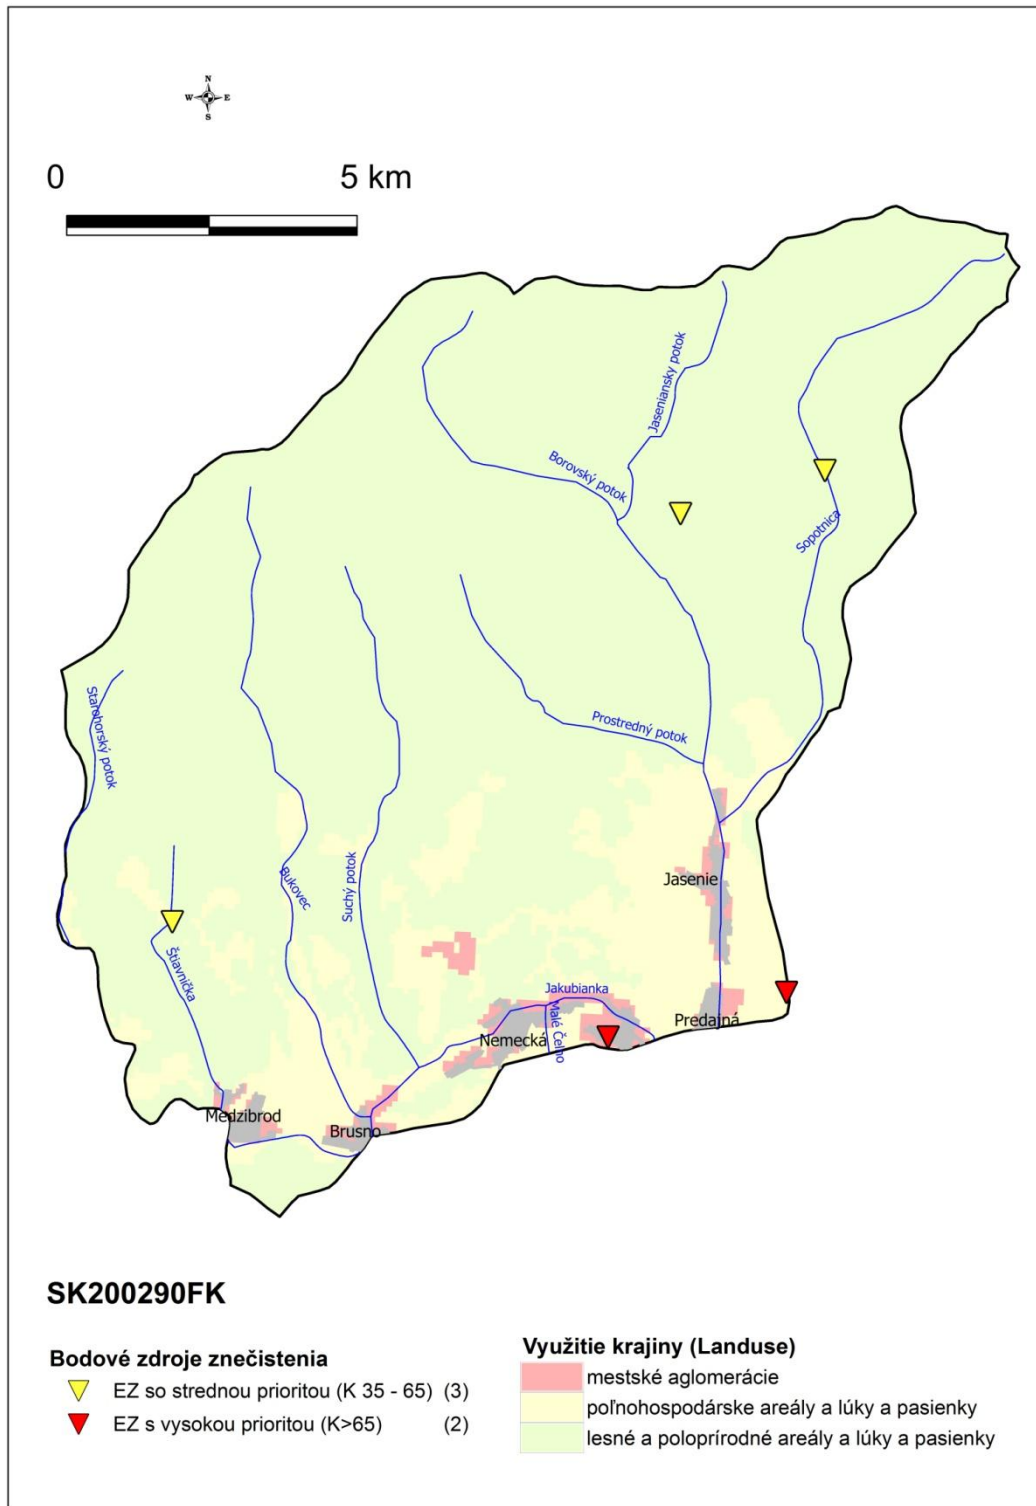 N
W E
S
0 5 km
Jaseniansky potok
Borovský potok
Sopotnica
Starohorský potok
Prostredný potok
Bukovec
Suchý potok
Jasenie
Štiavnička
Jakubianka
Malé Čelno
Predajná
Nemecká
Medzibrod
Brusno
SK200290FK
Bodové zdroje znečistenia
EZ so strednou prioritou (K 35 - 65) (3)
EZ s vysokou prioritou (K>65) (2)
Využitie krajiny (Landuse)
mestské aglomerácie
poľnohospodárske areály a lúky a pasienky
lesné a poloprírodné areály a lúky a pasienky